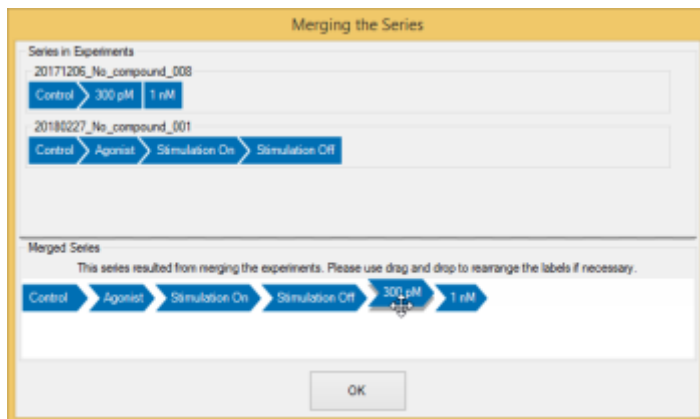 Merging the Series
Series in Experiments
20171206_No_compound_008
Control 300 pM 1 nM
20180227_No_compound_001
Control Agonist Stimulation On Stimulation Off
Merged Series
This series resulted from merging the experiments. Please use drag and drop to rearrange the labels if necessary.
Control Agonist Stimulation On Stimulation Off 300 pM 1 nM
OK